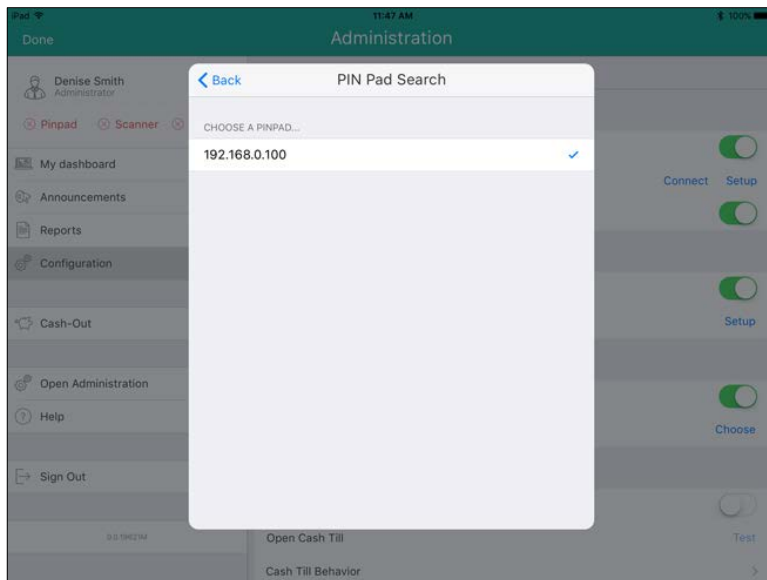 iPad
11:47 AM
100%
Done
Administration
Denise Smith
Administrator
Pinpad
Scanner
My dashboard
Announcements
Reports
Configuration
Cash-Out
Open Administration
Help
Sign Out
Back
PIN Pad Search
CHOOSE A PINPAD...
192.168.0.100
Connect
Setup
Setup
Choose
Open Cash Till
Test
Cash Till Behavior